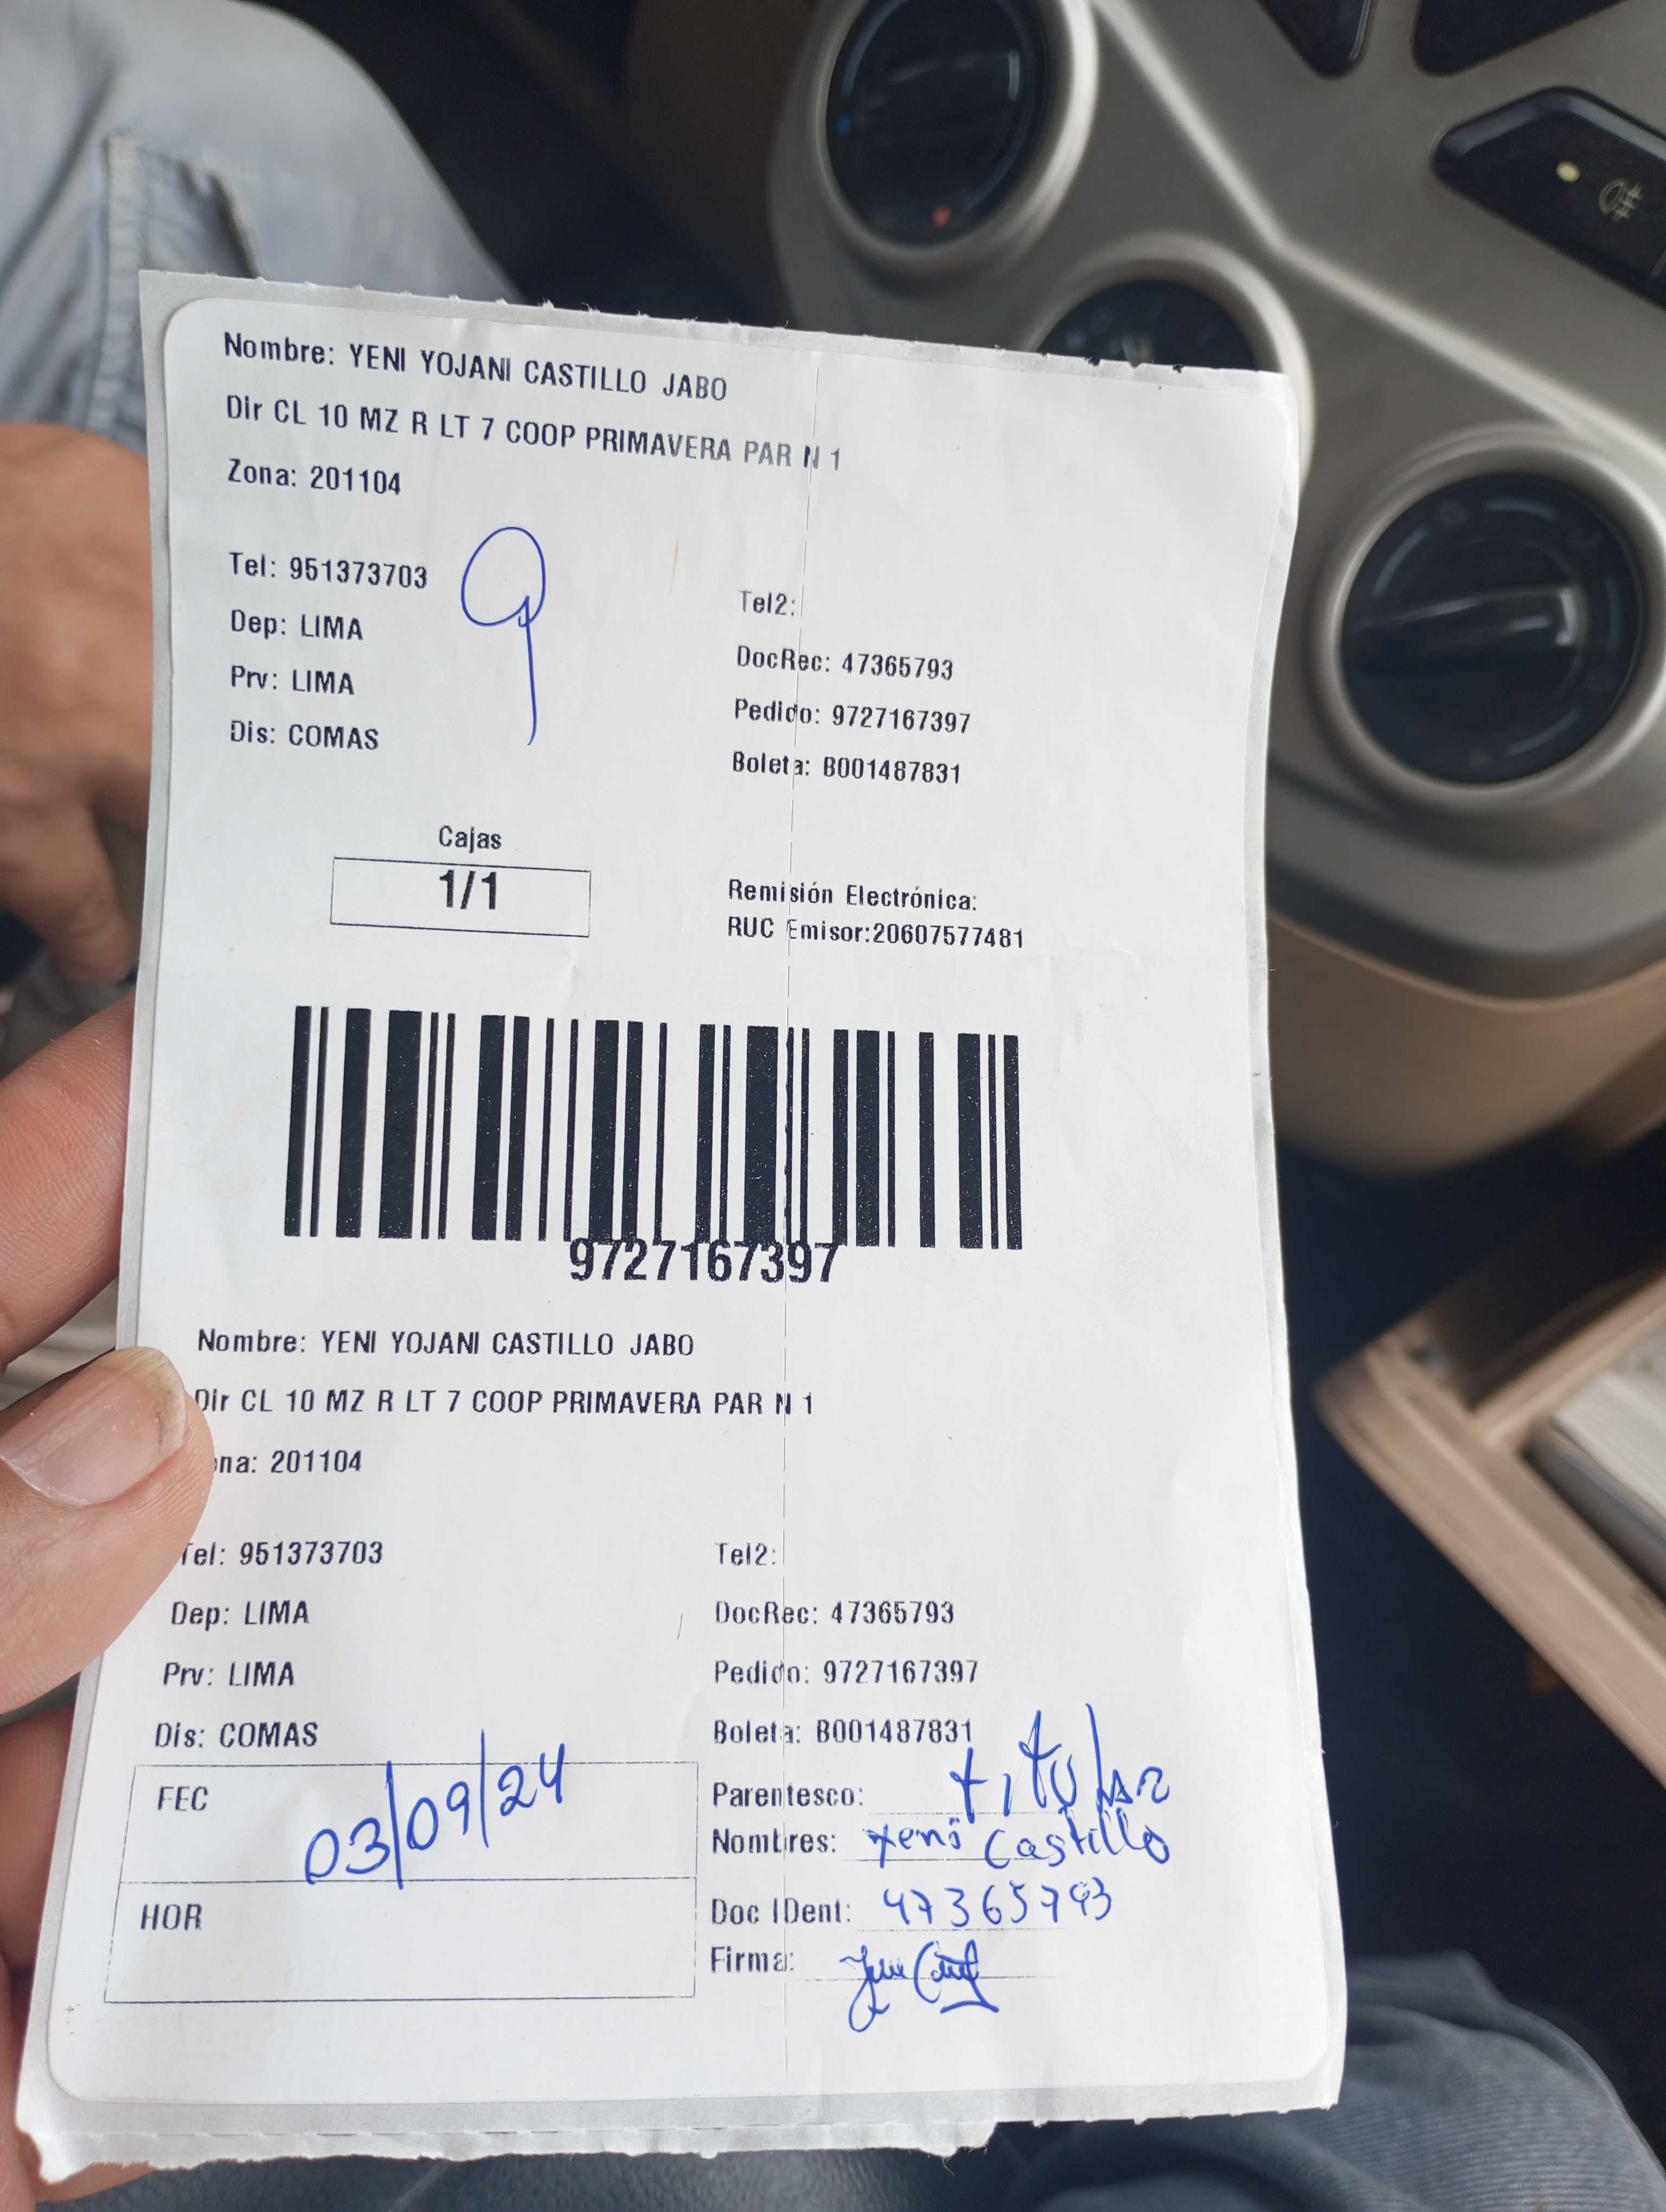 Nombre: YENI YOJANI CASTILLO JABO
Dir CL 10 MZ R LT 7 COOP PRIMAVERA PAR N 1
Zona: 201104
9
Tel: 951373703
Tel2:
Dep: LIMA
DocRec: 47365793
Prv: LIMA
Pedido: 9727167397
Dis: COMAS
Boleta: B001487831
Cajas
1/1
Remisión Electrónica:
RUC Emisor:20607577481
9727167397
Nombre: YENI YOJANI CASTILLO JABO
Dir CL 10 MZ R LT 7 COOP PRIMAVERA PAR N 1
na: 201104
Tel: 951373703
Tel2:
Dep: LIMA
DocRec: 47365793
Prv: LIMA
Pedido: 9727167397
Dis: COMAS
Boleta: B001487831
FEC 03/09/24
Parentesco: titular
Nombres: Yeni Castillo
HOR
Doc IDent: 47365793
Firma: